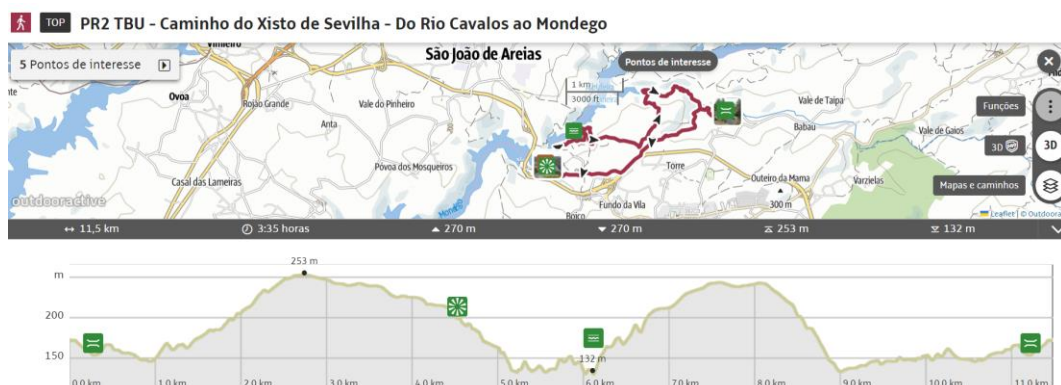 TOP PR2 TBU - Caminho do Xisto de Sevilha - Do Rio Cavalos ao Mondego
5 Pontos de interesse
Vimieiro
São João de Areias
Pontos de interesse
Ovoa
Rojão Grande
Vale do Pinheiro
1 km
3000 ft
Vale de Taipa
Funções
Anta
Babau
Vale de Gaios
3D
3D
Póvoa dos Mosqueiros
Torre
Casal das Lameiras
Outeiro da Mama
Varzielas
Mapas e caminhos
outdooractive
Fundo da Vila
300 m
Boiço
Leaflet | © Outdoora
11,5 km
3:35 horas
270 m
270 m
253 m
132 m
253 m
m
200
132 m
150
0.0 km
1.0 km
2.0 km
3.0 km
4.0 km
5.0 km
6.0 km
7.0 km
8.0 km
9.0 km
10.0 km
11.0 km